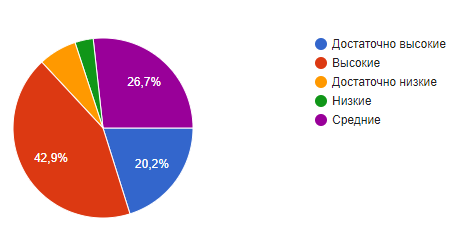 Достаточно высокие
Высокие
Достаточно низкие
Низкие
Средние
26,7%
42,9%
20,2%